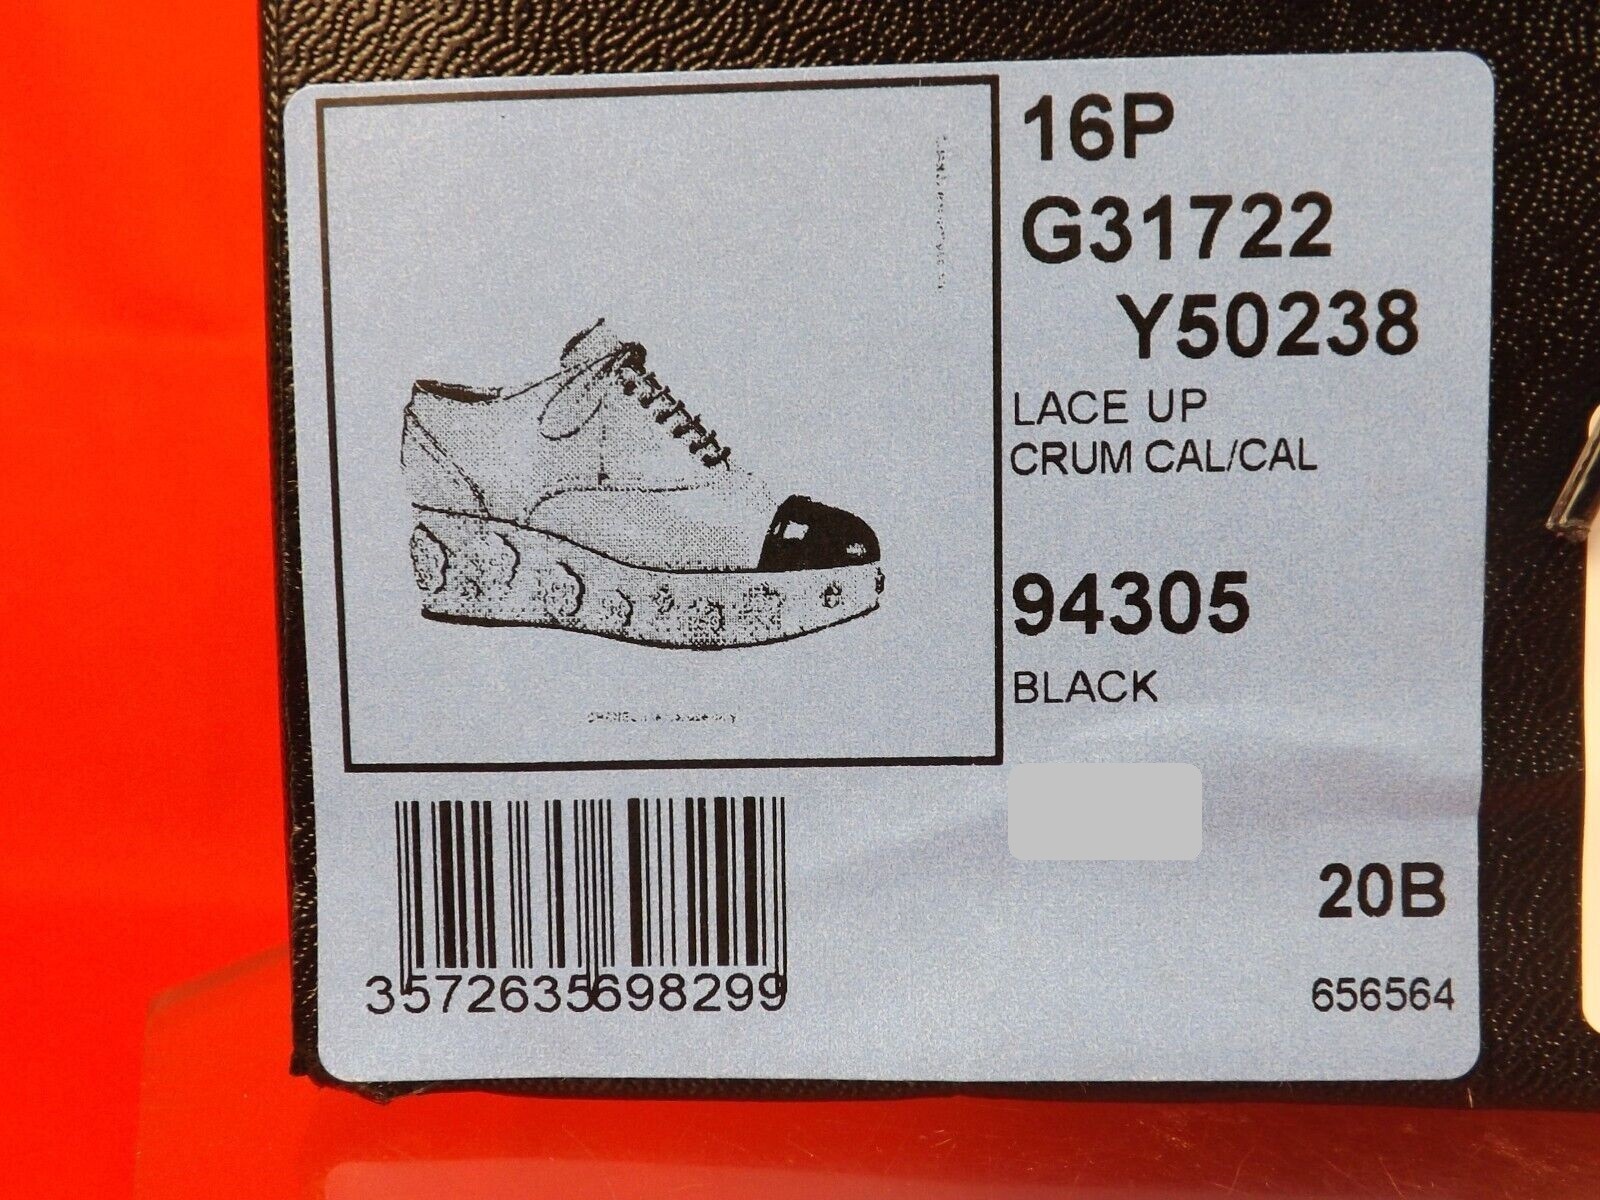 16P
G31722
Y50238
LACE UP
CRUM CAL/CAL
94305
BLACK
20B
3572635698299
656564